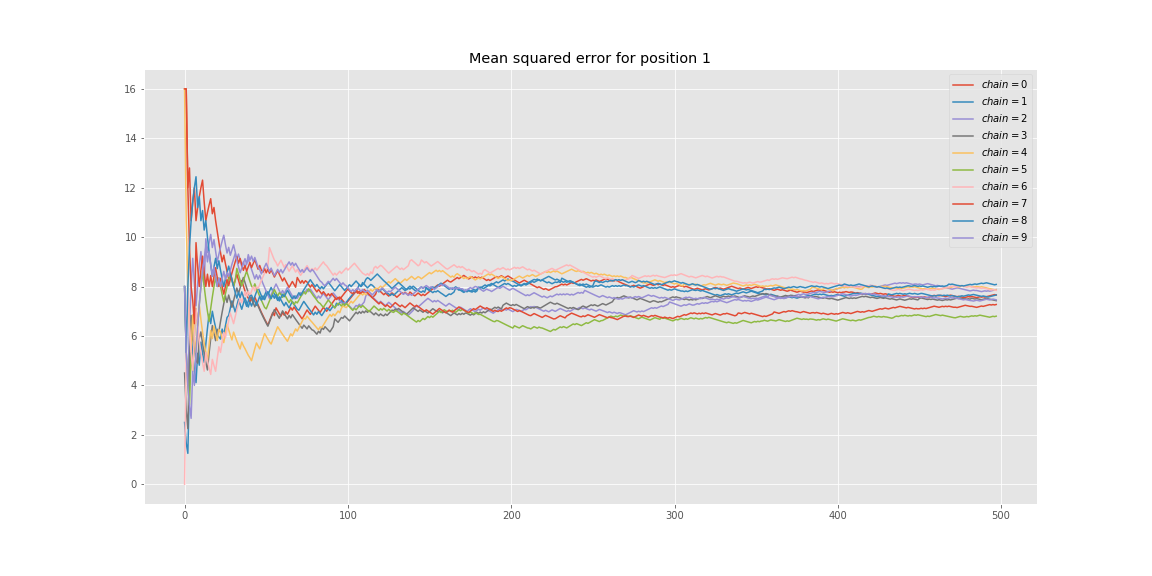 Mean squared error for position 1
16
14
12
10
8
6
4
2
0
0 100 200 300 400 500
chain = 0
chain = 1
chain = 2
chain = 3
chain = 4
chain = 5
chain = 6
chain = 7
chain = 8
chain = 9